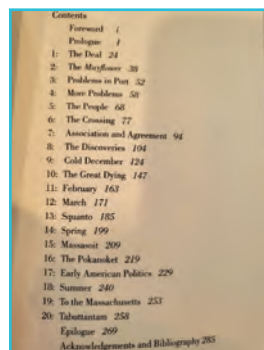 Contents
Foreword i
Prologue 1
1: The Deal 24
2: The Mayflower 38
3: Problems in Port 52
4: More Problems 58
5: The People 68
6: The Crossing 77
7: Association and Agreement 94
8: The Discoveries 104
9: Cold December 124
10: The Great Dying 147
11: February 163
12: March 171
13: Squanto 185
14: Spring 199
15: Massasoit 209
16: The Pokanoket 219
17: Early American Politics 229
18: Summer 240
19: To the Massachusetts 253
20: Tabuttantam 258
Epilogue 269
Acknowledgements and Bibliography 285